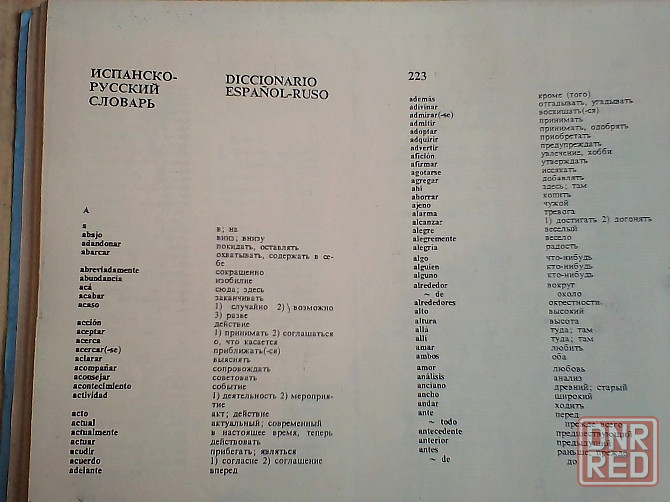 ИСПАНСКО-
РУССКИЙ
СЛОВАРЬ
DICCIONARIO
ESPAÑOL-RUSO
A
a в; на
abajo вниз; внизу
adandonar покидать, оставлять
abarcar охватывать, содержать в се-
бе
abreviadamente сокращенно
abundancia изобилие
acá сюда; здесь
acabar заканчивать
acaso 1) случайно 2) возможно
3) разве
acción действие
aceptar 1) принимать 2) соглашаться
acerca о, что касается
acercar(-se) приближать(-ся)
aclarar выяснять
acompañar сопровождать
aconsejar советовать
acontecimiento событие
actividad 1) деятельность 2) мероприя-
тие
acto акт; действие
actual актуальный; современный
actualmente в настоящее время, теперь
actuar действовать
acudir прибегать; являться
acuerdo 1) согласие 2) соглашение
adelante вперед
223
además кроме (того)
adivinar отгадывать, угадывать
admirar(-se) восхищать(-ся)
admitir принимать
adoptar принимать, одобрять
adquirir приобретать
advertir предупреждать
afición увлечение, хобби
afirmar утверждать
agotarse иссякать
agregar добавлять
ahí здесь; там
ahorrar копить
ajeno чужой
alarma тревога
alcanzar 1) достигать 2) догонять
alegre веселый
alegremente весело
alegría радость
algo что-нибудь
alguien кто-нибудь
alguno кто-нибудь
alrededor вокруг
~ de около
alrededores окрестности
alto высокий
altura высота
allá туда; там
allí туда; там
amar любить
ambos оба
amor любовь
análisis анализ
anciano древний; старый
ancho широкий
andar ходить
ante перед
~ todo прежде всего
antecedente предшествующий
anterior предыдущий
antes раньше, прежде
~ de до
DNR
RED